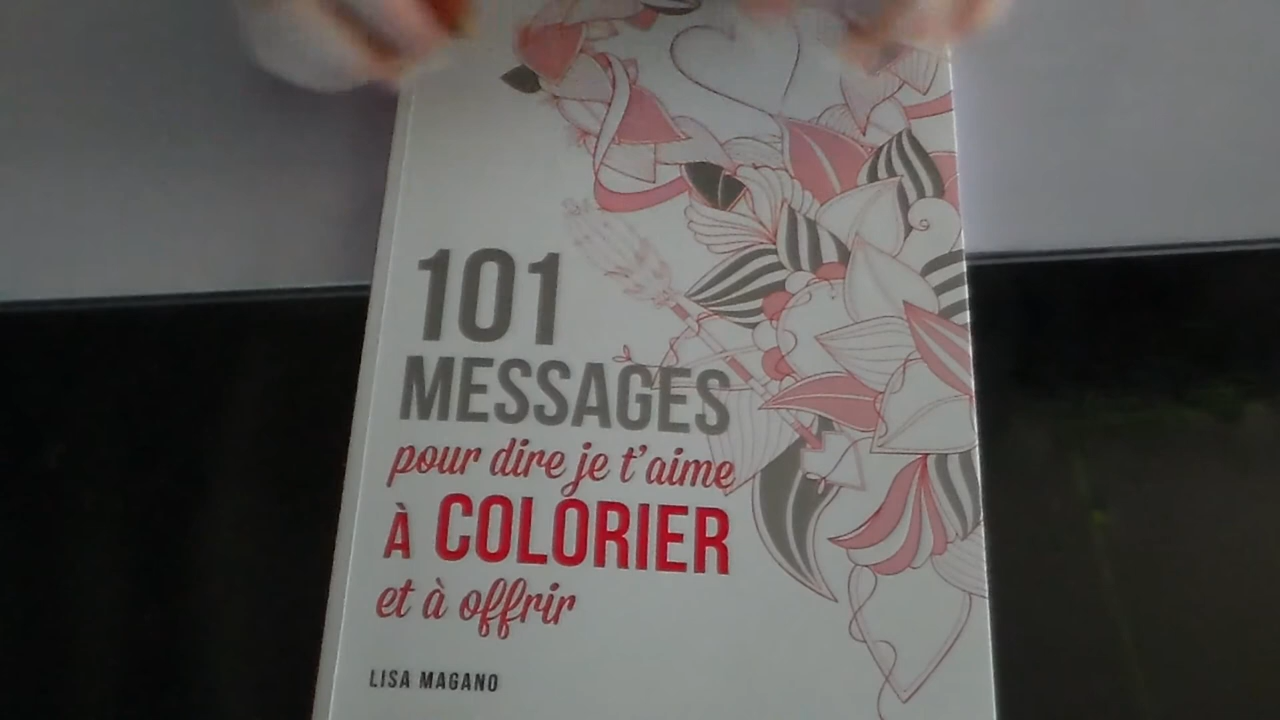 101
MESSAGES
pour dire je t'aime
À COLORIER
et à offrir
LISA MAGANO